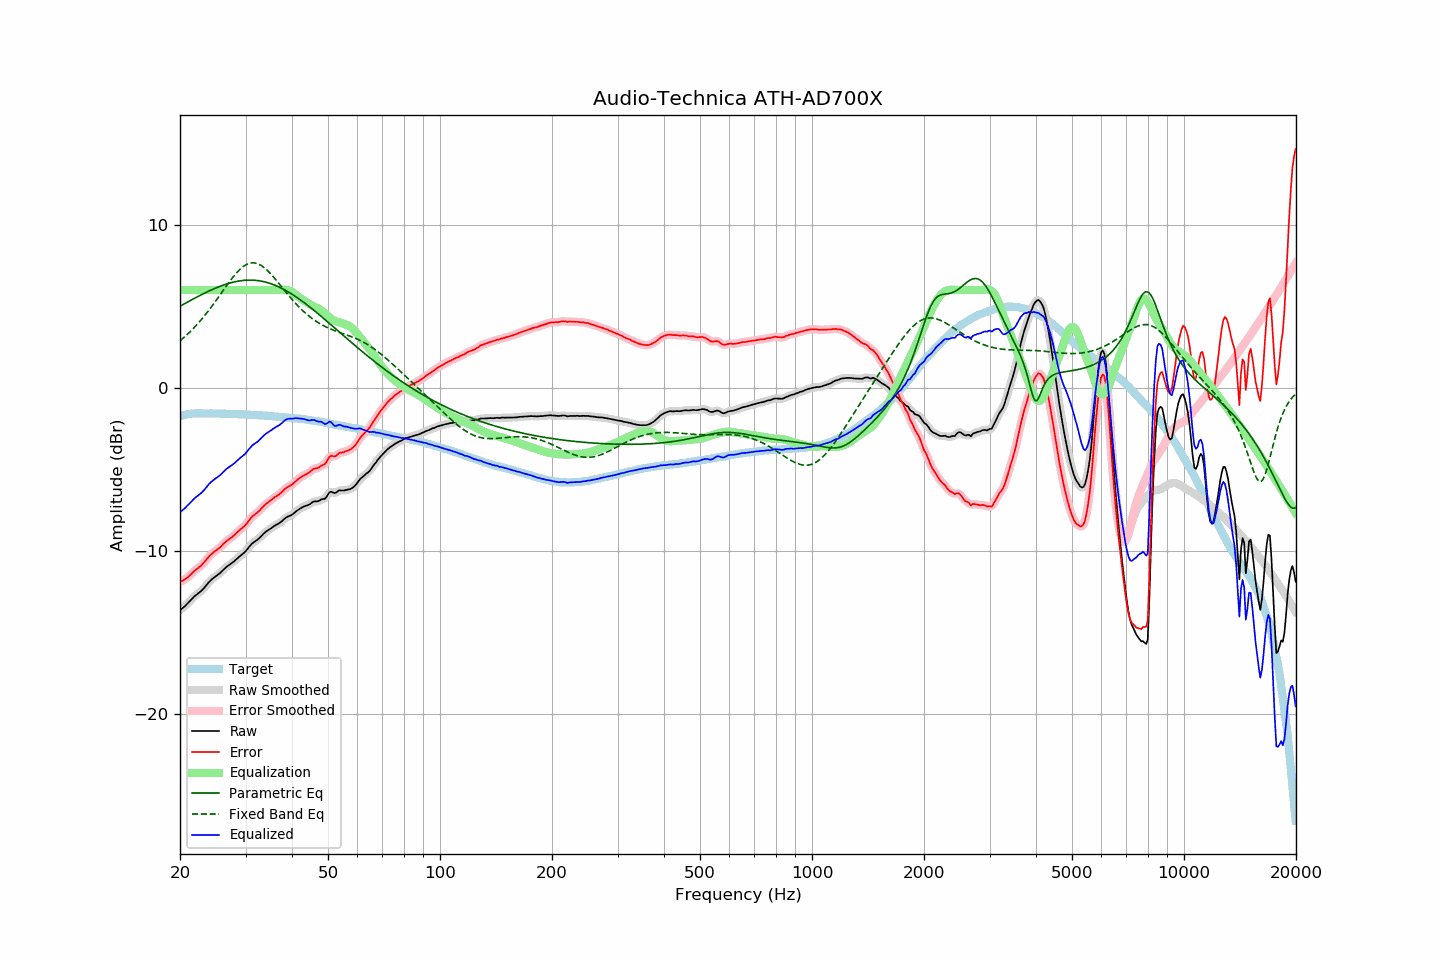 Audio-Technica ATH-AD700X
Amplitude (dBr)
10
0
−10
−20
Target
Raw Smoothed
Error Smoothed
Raw
Error
Equalization
Parametric Eq
Fixed Band Eq
Equalized
20 50 100 200 500 1000 2000 5000 10000 20000
Frequency (Hz)